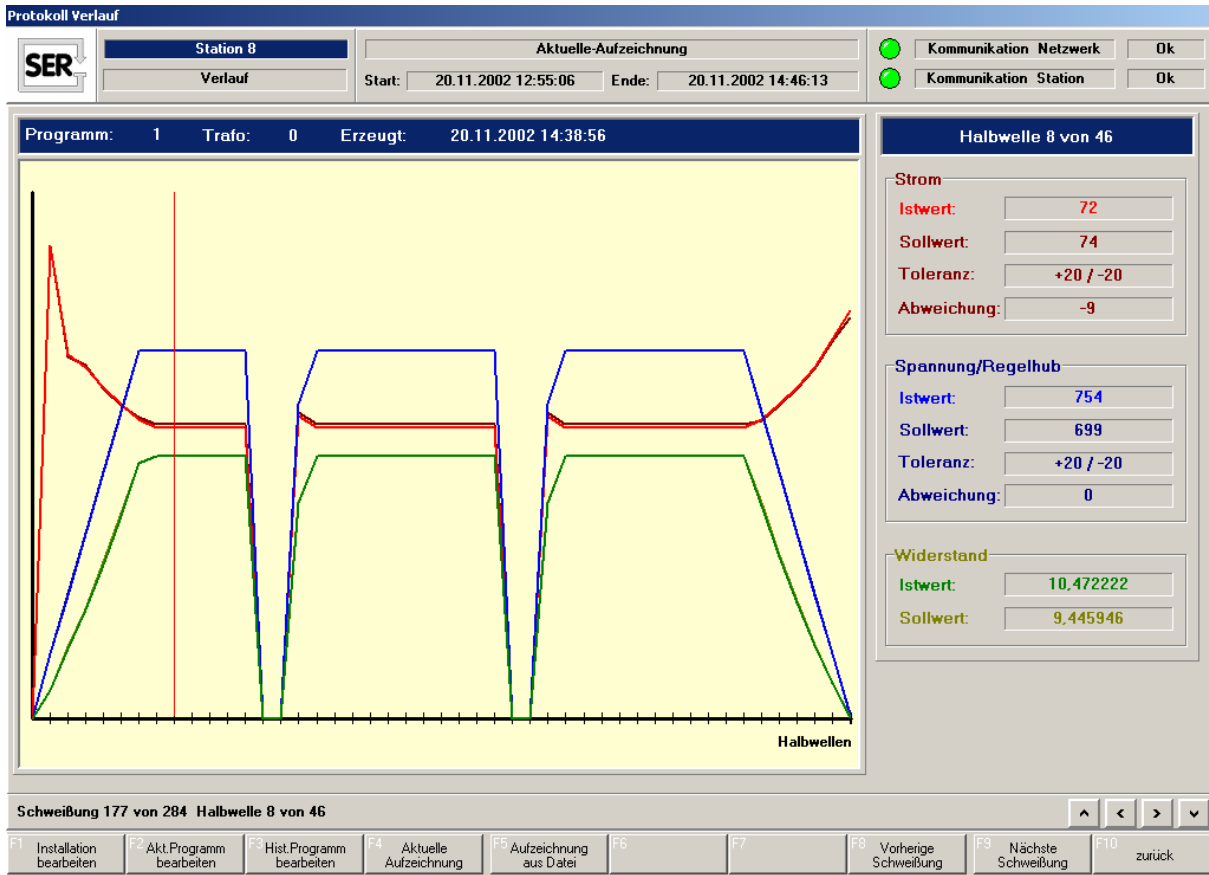 Protokoll Verlauf
SER
Station 8
Verlauf
Aktuelle-Aufzeichnung
Start: 20.11.2002 12:55:06 Ende: 20.11.2002 14:46:13
Kommunikation Netzwerk Ok
Kommunikation Station Ok
Programm: 1 Trafo: 0 Erzeugt: 20.11.2002 14:38:56
Halbwellen
Halbwelle 8 von 46
Strom
Istwert: 72
Sollwert: 74
Toleranz: +20 / -20
Abweichung: -9
Spannung/Regelhub
Istwert: 754
Sollwert: 699
Toleranz: +20 / -20
Abweichung: 0
Widerstand
Istwert: 10,472222
Sollwert: 9,445946
Schweißung 177 von 284 Halbwelle 8 von 46
F1 Installation bearbeiten
F2 Akt.Programm bearbeiten
F3 Hist.Programm bearbeiten
F4 Aktuelle Aufzeichnung
F5 Aufzeichnung aus Datei
F6
F7
F8 Vorherige Schweißung
F9 Nächste Schweißung
F10 zurück